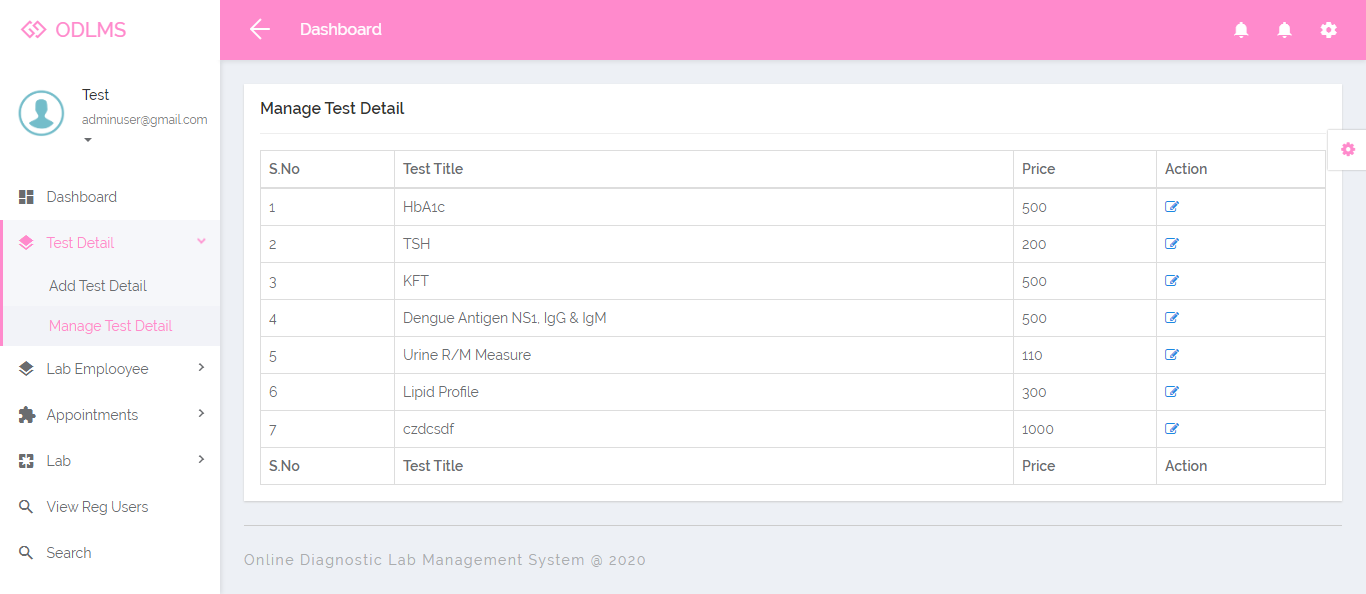 ODLMS
Dashboard
Test
adminuser@gmail.com
Dashboard
Test Detail
Add Test Detail
Manage Test Detail
Lab Emplooyee
Appointments
Lab
View Reg Users
Search
Manage Test Detail
S.No Test Title Price Action
1 HbA1c 500
2 TSH 200
3 KFT 500
4 Dengue Antigen NS1, IgG & IgM 500
5 Urine R/M Measure 110
6 Lipid Profile 300
7 czdcsdf 1000
S.No Test Title Price Action
Online Diagnostic Lab Management System @ 2020